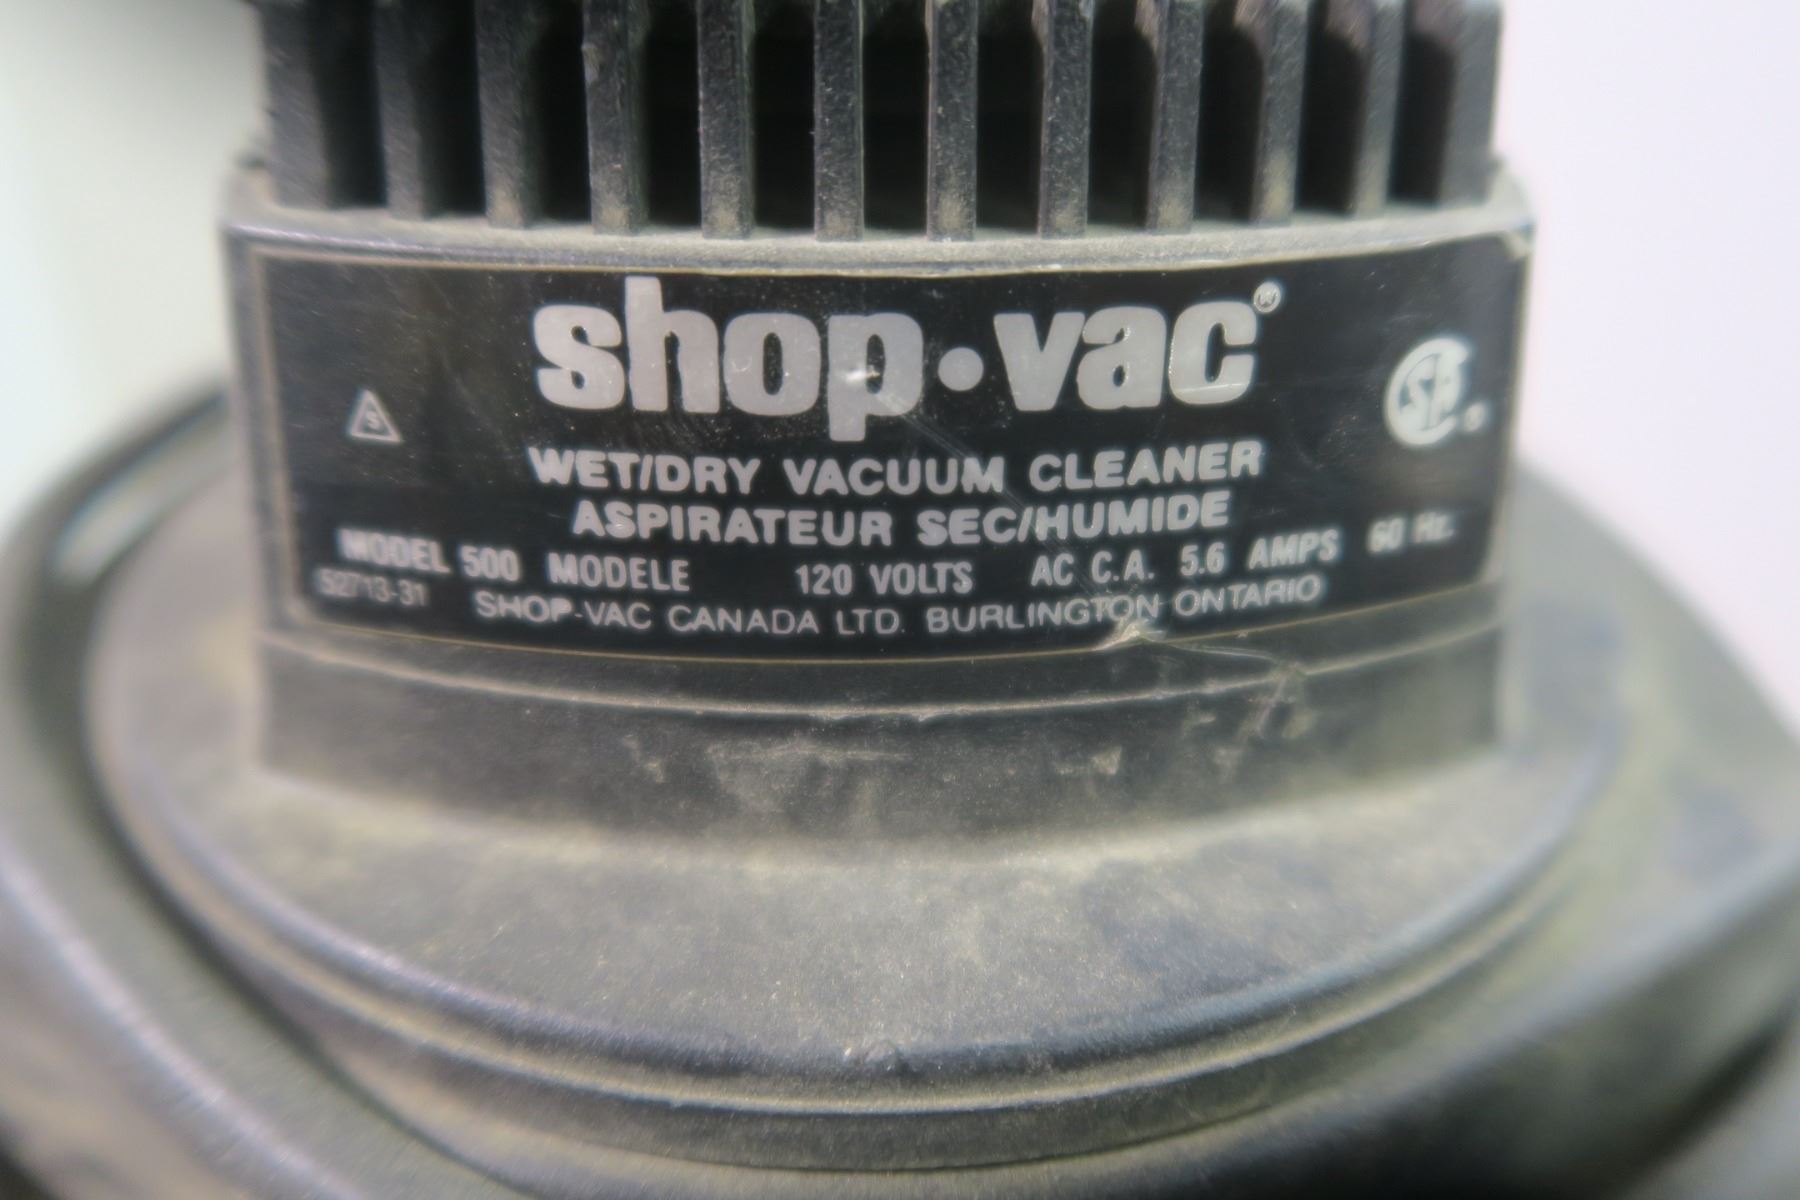 shop·vac®
S
SA
WET/DRY VACUUM CLEANER
ASPIRATEUR SEC/HUMIDE
MODEL 500 MODELE 120 VOLTS AC C.A. 5.6 AMPS 60 Hz.
52713-31 SHOP-VAC CANADA LTD. BURLINGTON ONTARIO